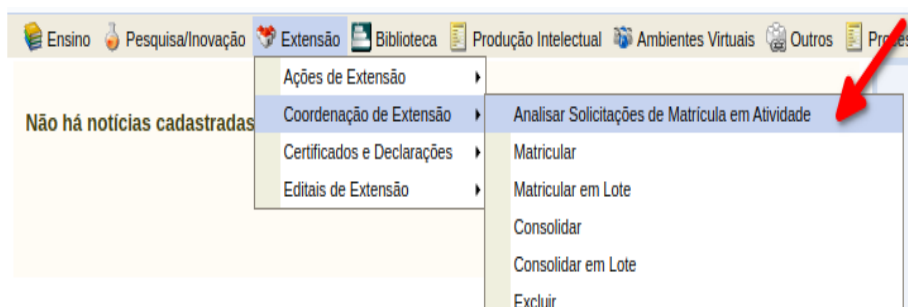 Ensino Pesquisa/Inovação Extensão Biblioteca Produção Intelectual Ambientes Virtuais Outros
Ações de Extensão
Coordenação de Extensão
Certificados e Declarações
Editais de Extensão
Não há notícias cadastradas
Analisar Solicitações de Matrícula em Atividade
Matricular
Matricular em Lote
Consolidar
Consolidar em Lote
Excluir